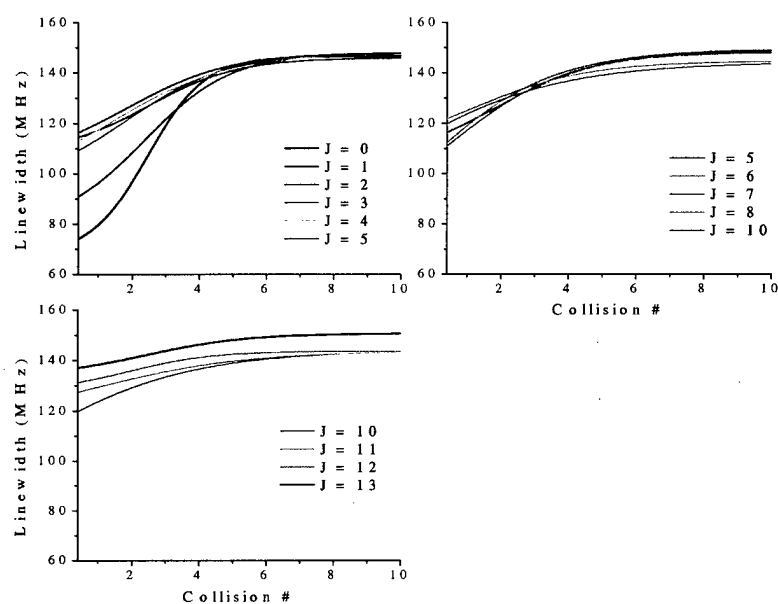 160
140
120
100
80
60
Linewidth (MHz)
J = 0
J = 1
J = 2
J = 3
J = 4
J = 5
2 4 6 8 10
160
140
120
100
80
60
J = 5
J = 6
J = 7
J = 8
J = 10
2 4 6 8 10
Collision #
160
140
120
100
80
60
Linewidth (MHz)
J = 10
J = 11
J = 12
J = 13
2 4 6 8 10
Collision #